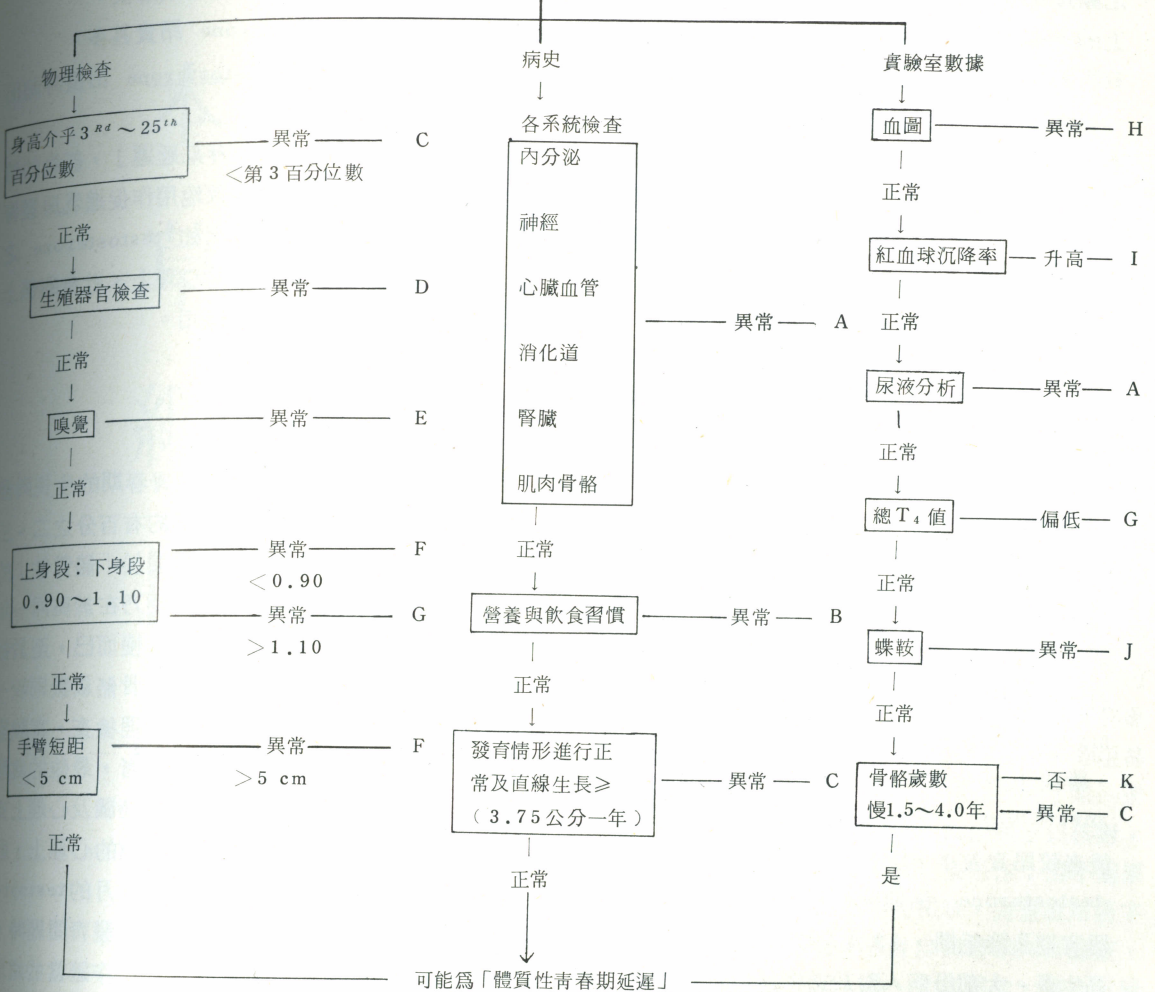 物理檢查
身高介乎3 Rd ～25 th
百分位數
異常
C
＜第3百分位數
正常
生殖器官檢查
異常
D
正常
嗅覺
異常
E
正常
上身段：下身段
0.90～1.10
異常
F
＜0.90
異常
G
＞1.10
正常
手臂短距
＜5 cm
異常
F
＞5 cm
正常
病史
各系統檢查
內分泌
神經
心臟血管
消化道
腎臟
肌肉骨骼
異常
A
正常
營養與飲食習慣
異常
B
正常
發育情形進行正
常及直線生長≥
（3.75公分一年）
異常
C
正常
實驗室數據
血圖
異常
H
正常
紅血球沉降率
升高
I
正常
尿液分析
異常
A
正常
總T₄值
偏低
G
正常
蝶鞍
異常
J
正常
骨骼歲數
慢1.5～4.0年
否
K
異常
C
是
可能爲「體質性青春期延遲」